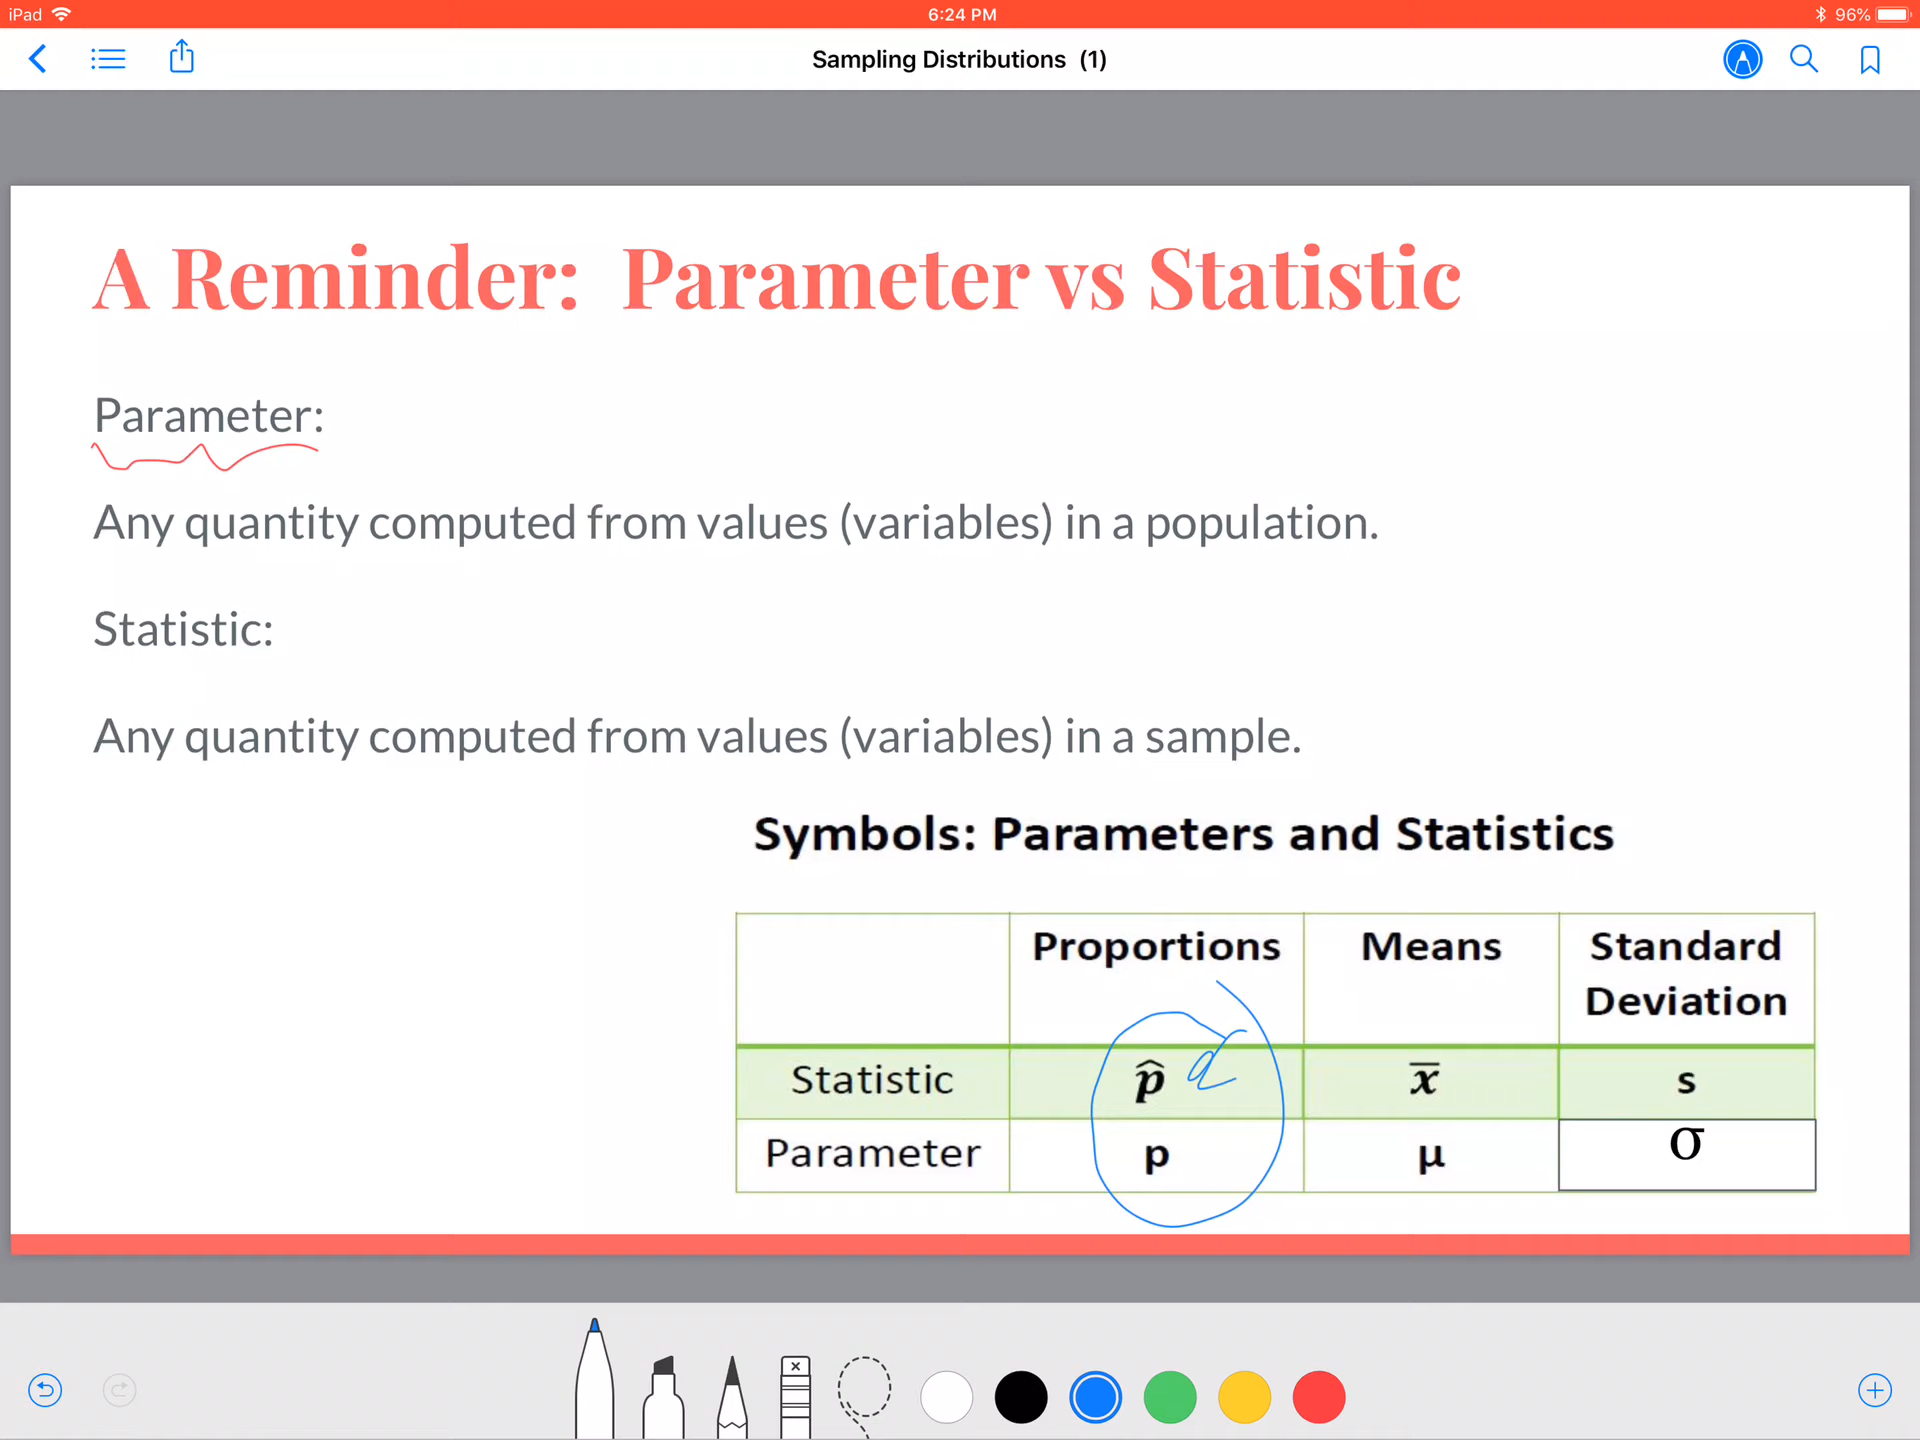 iPad 6:24 PM 96%
Sampling Distributions (1)
A Reminder: Parameter vs Statistic
Parameter:
Any quantity computed from values (variables) in a population.
Statistic:
Any quantity computed from values (variables) in a sample.
Symbols: Parameters and Statistics
Proportions Means Standard
Deviation
Statistic p̂ x̅ s
Parameter p μ σ